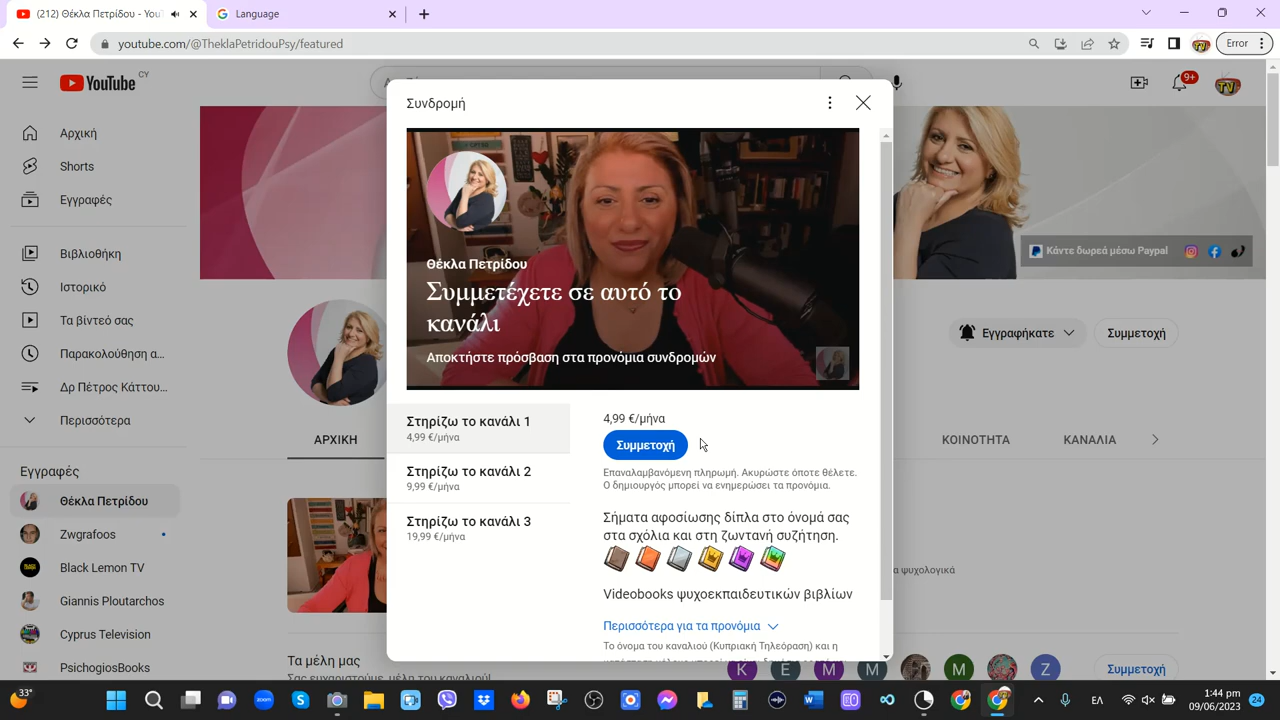 (212) Θέκλα Πετρίδου - You
Language
youtube.com/@TheklaPetridouPsy/featured
Error
YouTube CY
9+
Αρχική
Shorts
Εγγραφές
Βιβλιοθήκη
Ιστορικό
Τα βίντεό σας
Παρακολούθηση α...
Δρ Πέτρος Κάττου...
Περισσότερα
Εγγραφές
Θέκλα Πετρίδου
Zwgrafoos
Black Lemon TV
Giannis Ploutarchos
Cyprus Television
PsichogiosBooks
Κάντε δωρεά μέσω Paypal
Εγγραφήκατε
Συμμετοχή
ΑΡΧΙΚΗ
ΚΟΙΝΟΤΗΤΑ
ΚΑΝΑΛΙΑ
α ψυχολογικά
Τα μέλη μας
Σας ευχαριστούμε, μέλη του καναλιού!
K E M M M Z
Συμμετοχή
Συνδρομή
Θέκλα Πετρίδου
Συμμετέχετε σε αυτό το
κανάλι
Αποκτήστε πρόσβαση στα προνόμια συνδρομών
Στηρίζω το κανάλι 1
4,99 €/μήνα
Στηρίζω το κανάλι 2
9,99 €/μήνα
Στηρίζω το κανάλι 3
19,99 €/μήνα
4,99 €/μήνα
Συμμετοχή
Επαναλαμβανόμενη πληρωμή. Ακυρώστε όποτε θέλετε.
Ο δημιουργός μπορεί να ενημερώσει τα προνόμια.
Σήματα αφοσίωσης δίπλα στο όνομά σας
στα σχόλια και στη ζωντανή συζήτηση.
Videobooks ψυχοεκπαιδευτικών βιβλίων
Περισσότερα για τα προνόμια
Το όνομα του καναλιού (Κυπριακή Τηλεόραση) και η
33°
ΕΛ
1:44 pm
09/06/2023
24